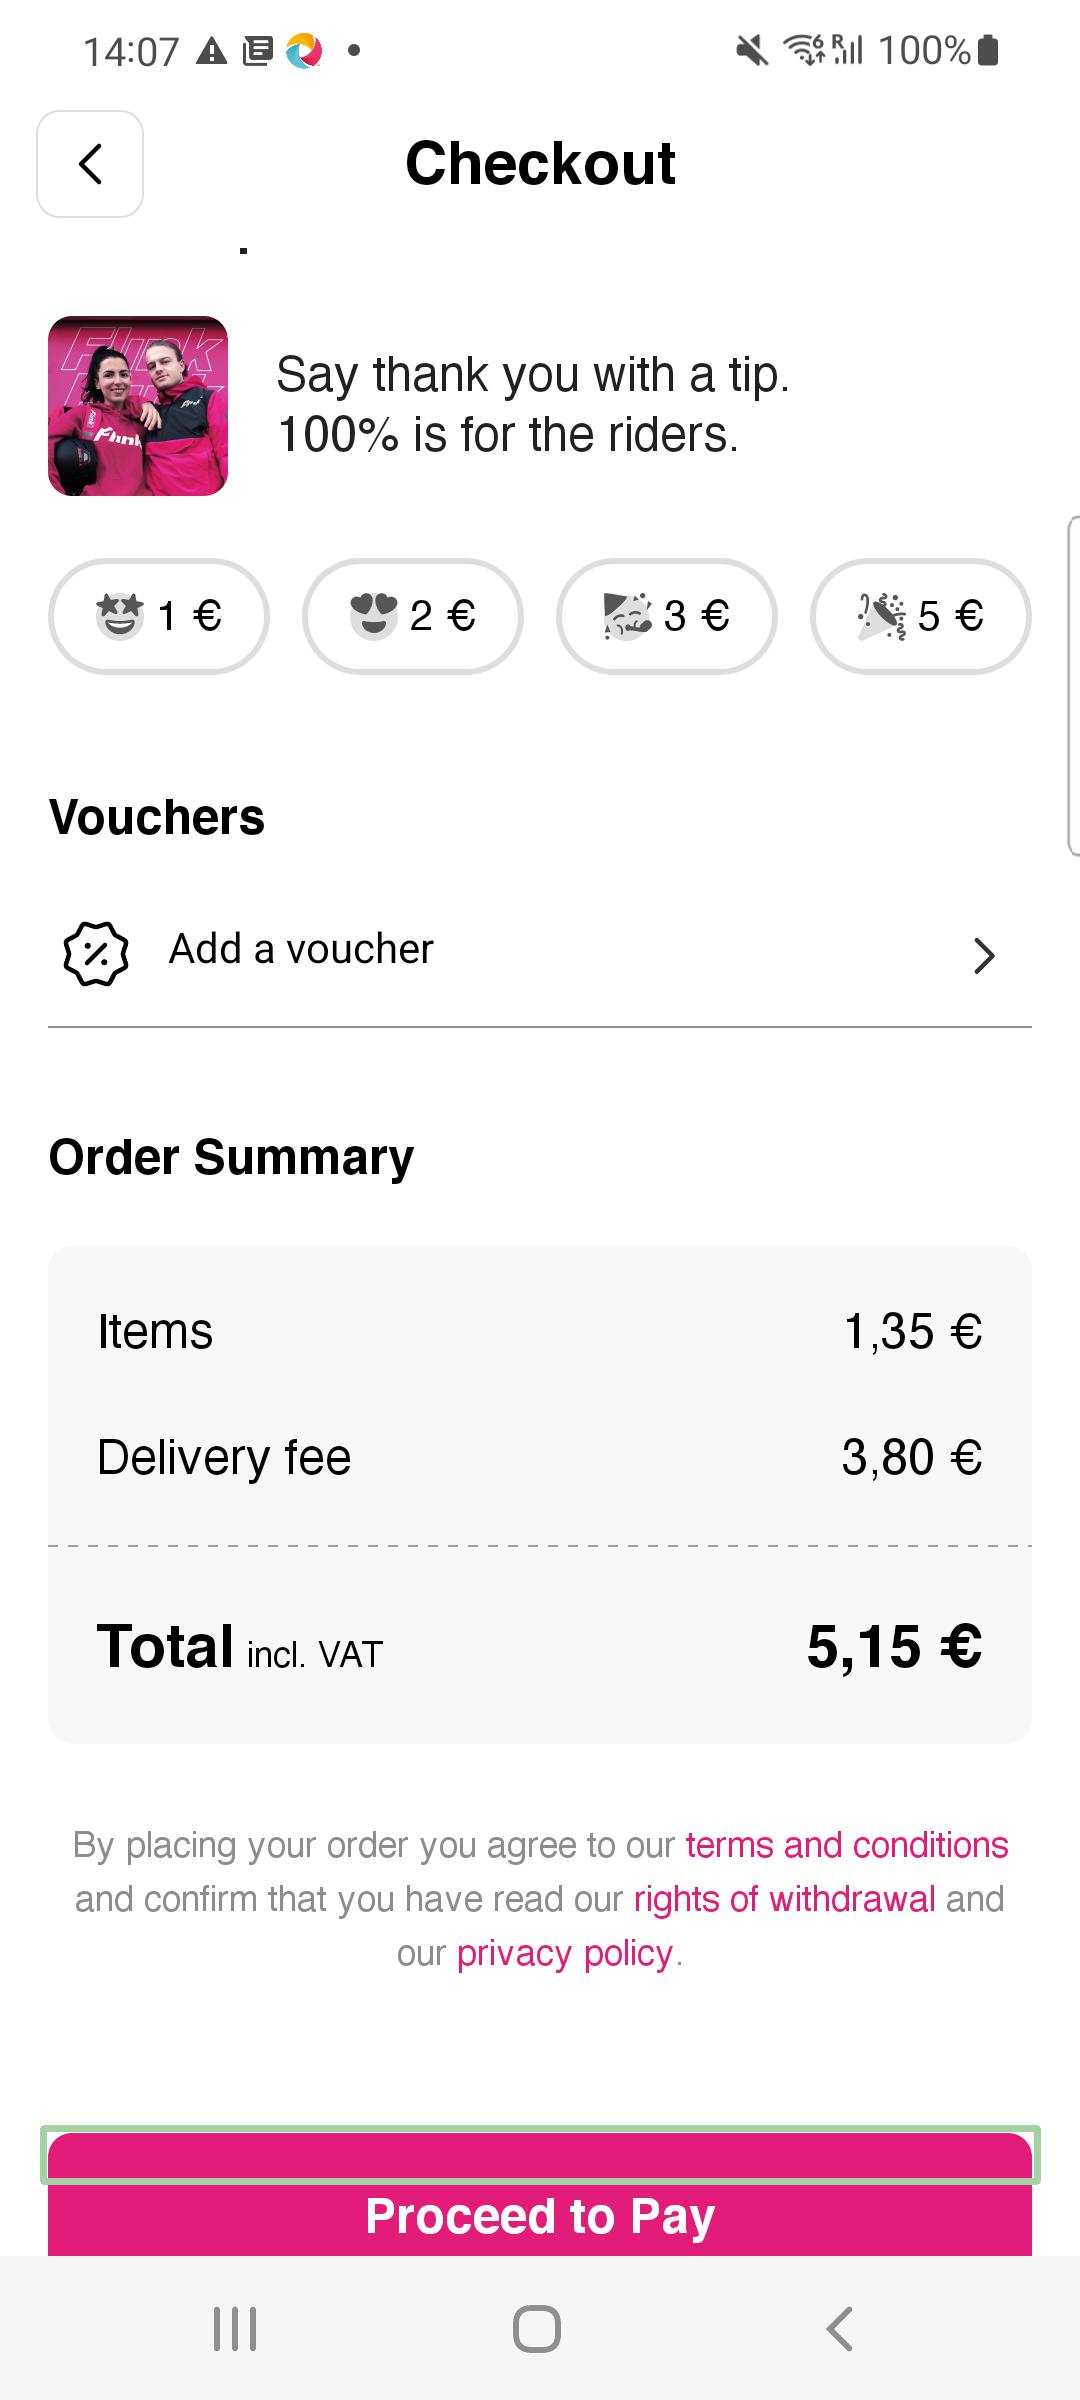 14:07
100%
Checkout
Flink
Flink
Flink
Say thank you with a tip.
100% is for the riders.
1 €
2 €
3 €
5 €
Vouchers
Add a voucher
Order Summary
Items 1,35 €
Delivery fee 3,80 €
Total incl. VAT 5,15 €
By placing your order you agree to our terms and conditions
and confirm that you have read our rights of withdrawal and
our privacy policy.
Proceed to Pay